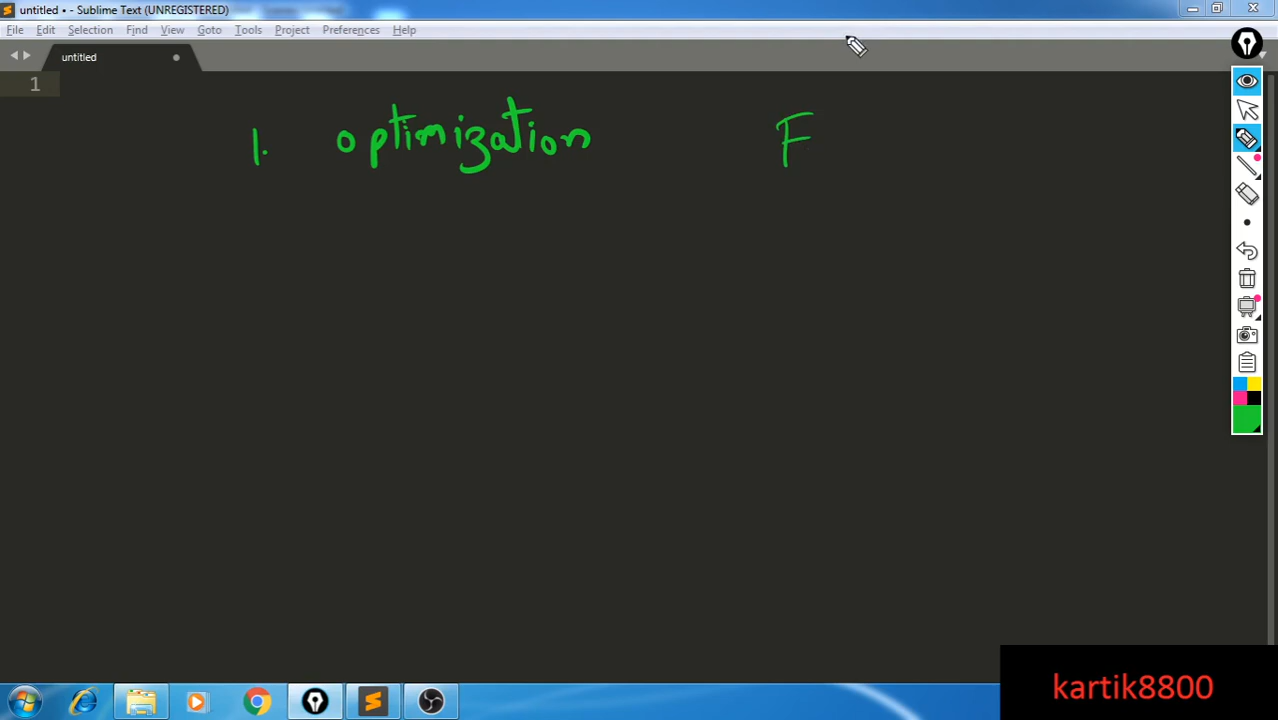 untitled • - Sublime Text (UNREGISTERED)
File Edit Selection Find View Goto Tools Project Preferences Help
untitled
1
1. optimization F
kartik8800